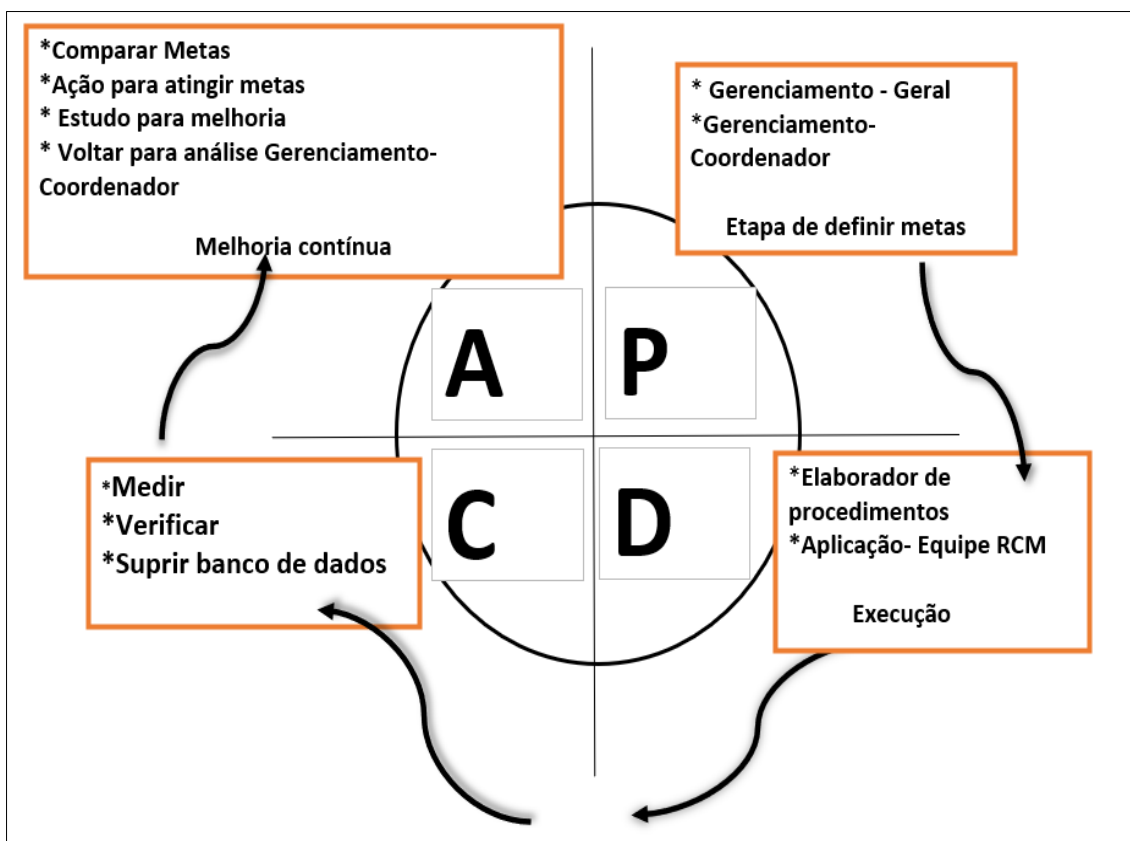 *Comparar Metas
*Ação para atingir metas
* Estudo para melhoria
* Voltar para análise Gerenciamento-
Coordenador
Melhoria contínua
* Gerenciamento - Geral
*Gerenciamento-
Coordenador
Etapa de definir metas
A
P
C
D
*Medir
*Verificar
*Suprir banco de dados
*Elaborador de
procedimentos
*Aplicação- Equipe RCM
Execução